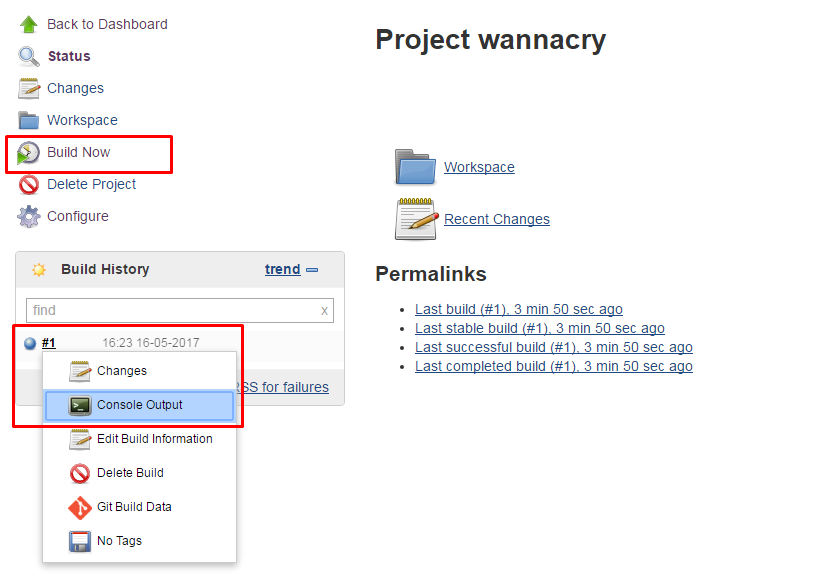 Back to Dashboard
Status
Changes
Workspace
Build Now
Delete Project
Configure
Build History
trend
find
x
#1
16:23 16-05-2017
RSS for failures
Changes
Console Output
Edit Build Information
Delete Build
Git Build Data
No Tags
Project wannacry
Workspace
Recent Changes
Permalinks
Last build (#1), 3 min 50 sec ago
Last stable build (#1), 3 min 50 sec ago
Last successful build (#1), 3 min 50 sec ago
Last completed build (#1), 3 min 50 sec ago